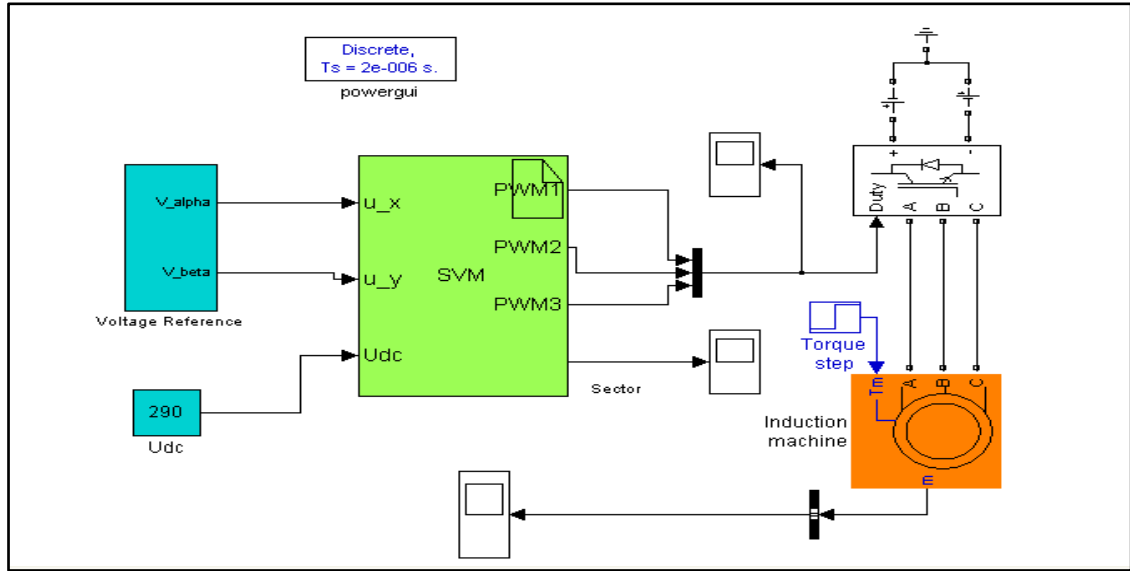 Discrete,
Ts = 2e-006 s.
powergui
V_alpha
V_beta
Voltage Reference
290
Udc
u_x
u_y
Udc
SVM
PWM1
PWM2
PWM3
Sector
+
-
Duty
A
B
C
Torque
step
Tm
A
B
C
Induction
machine
m